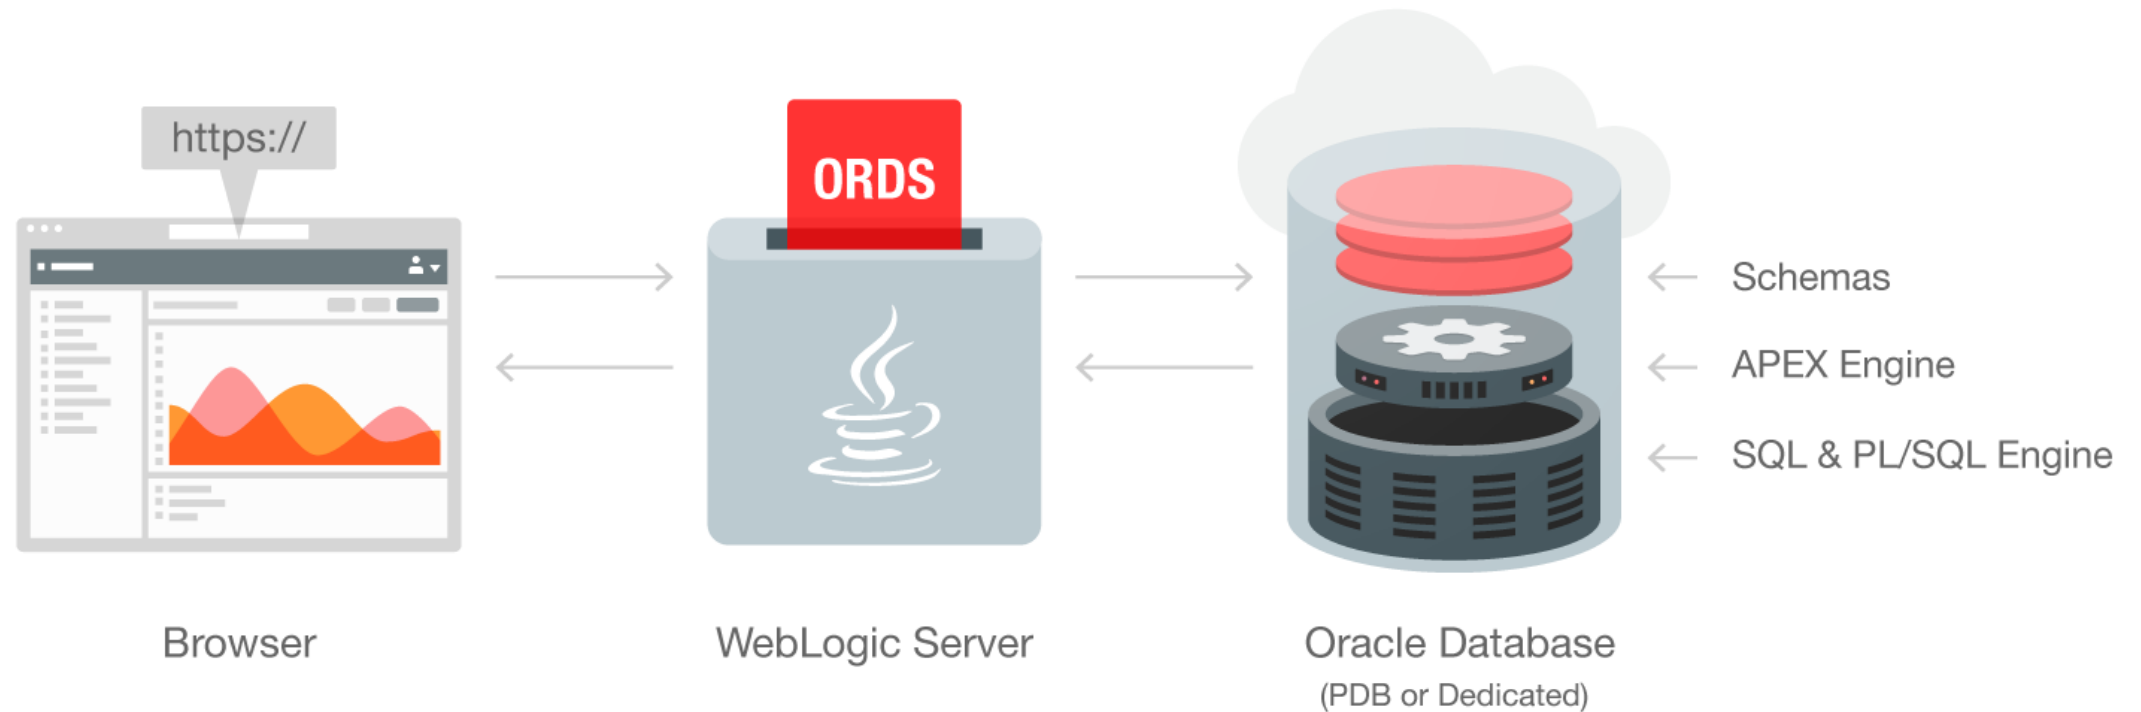 https://
ORDS
Schemas
APEX Engine
SQL & PL/SQL Engine
Browser
WebLogic Server
Oracle Database
(PDB or Dedicated)